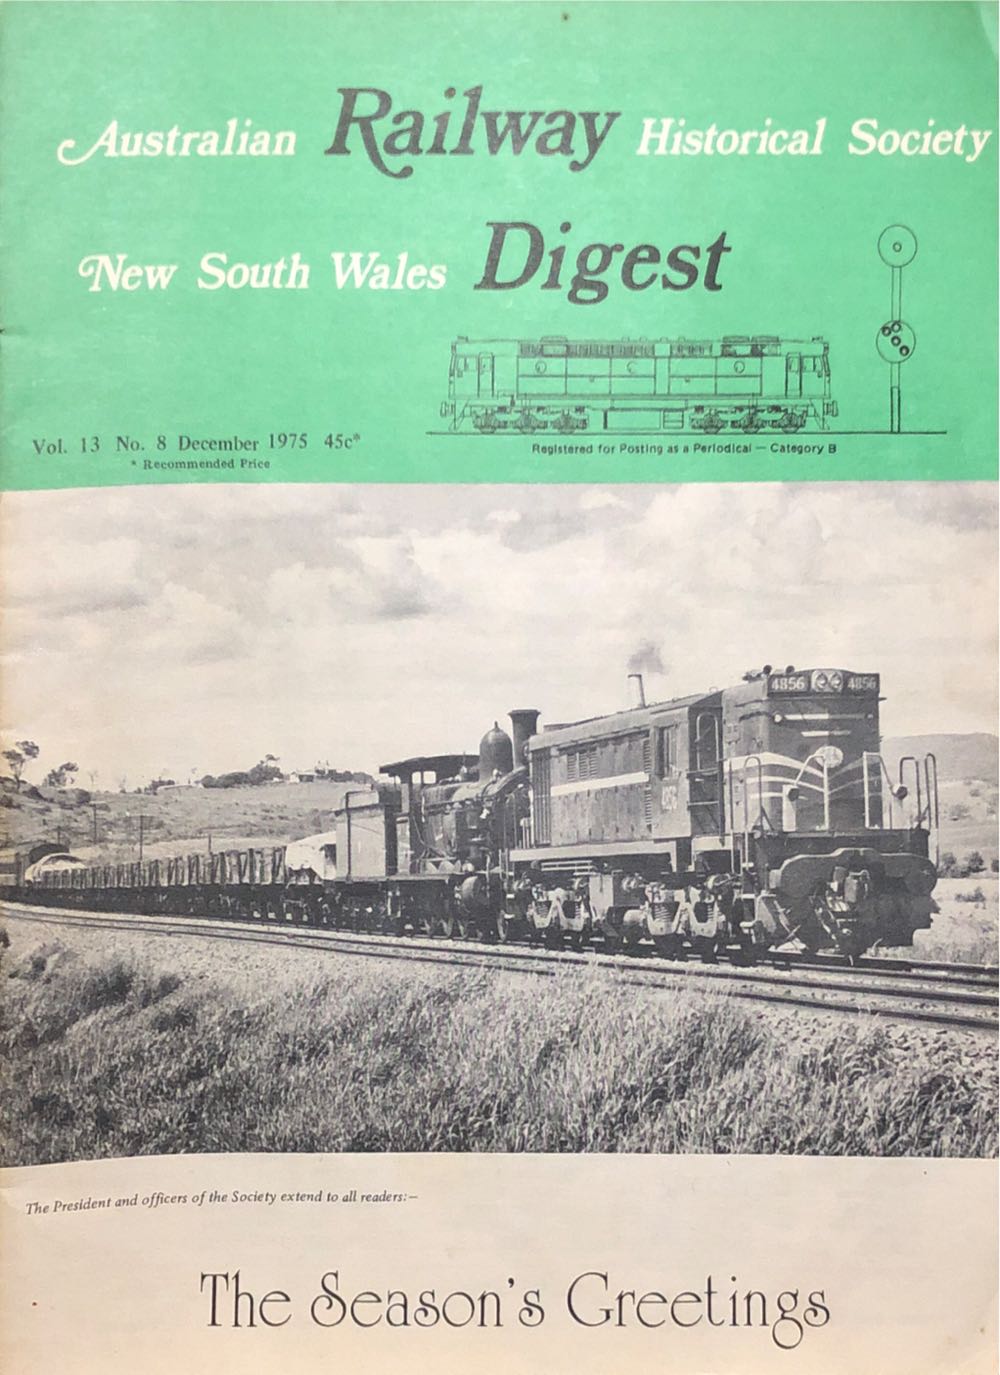 Australian Railway Historical Society
New South Wales Digest
Vol. 13 No. 8 December 1975 45c*
* Recommended Price
Registered for Posting as a Periodical — Category B
4856 4856
The President and officers of the Society extend to all readers:—
The Season's Greetings